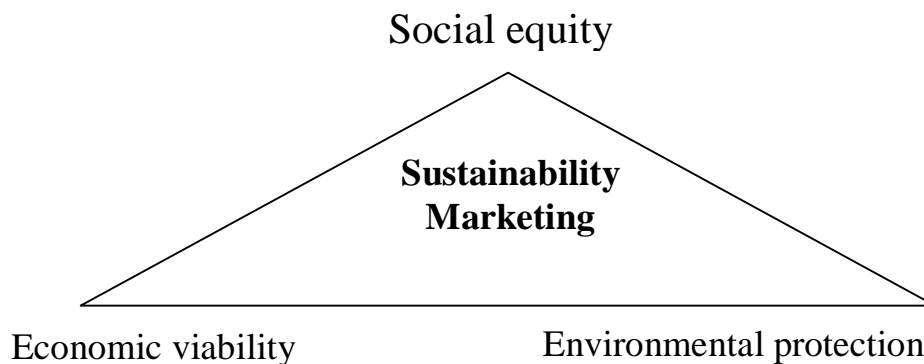 Social equity
Sustainability
Marketing
Economic viability
Environmental protection